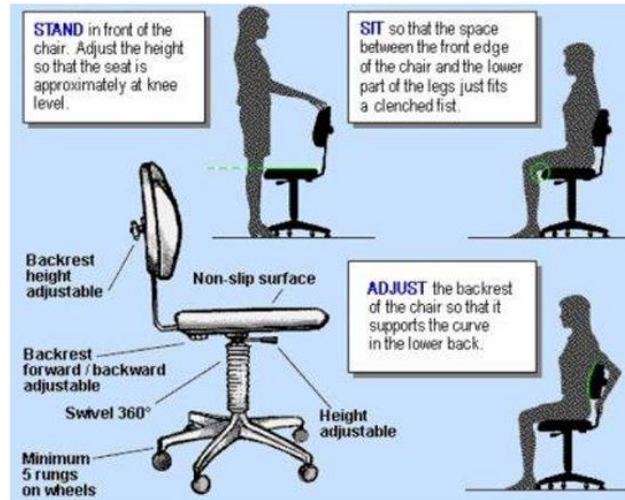 STAND in front of the
chair. Adjust the height
so that the seat is
approximately at knee
level.
SIT so that the space
between the front edge
of the chair and the lower
part of the legs just fits
a clenched fist.
Backrest
height
adjustable
Non-slip surface
ADJUST the backrest
of the chair so that it
supports the curve
in the lower back.
Backrest
forward / backward
adjustable
Swivel 360°
Height
adjustable
Minimum
5 rungs
on wheels